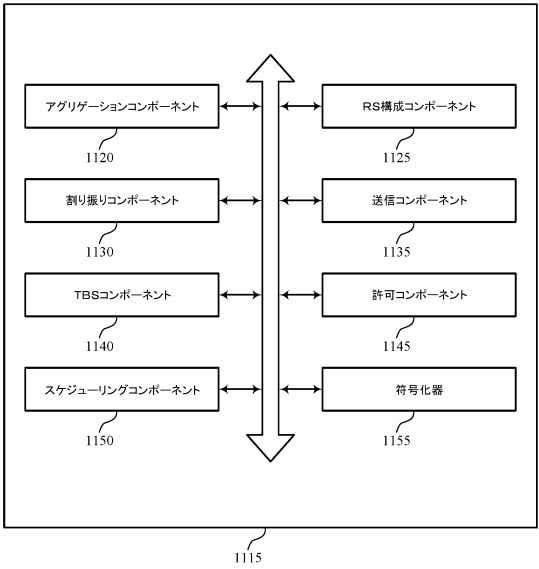 アグリゲーションコンポーネント
1120
RS構成コンポーネント
1125
割り振りコンポーネント
1130
送信コンポーネント
1135
TBSコンポーネント
1140
許可コンポーネント
1145
スケジューリングコンポーネント
1150
符号化器
1155
1115